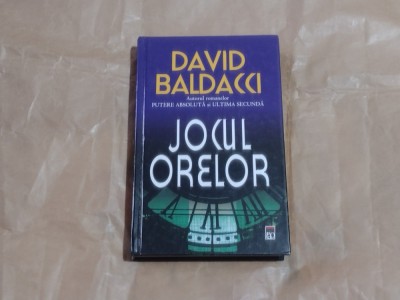 DAVID
BALDACCI
Autorul romanelor
PUTERE ABSOLUTĂ și ULTIMA SECUNDĂ
JOCUL
ORELOR